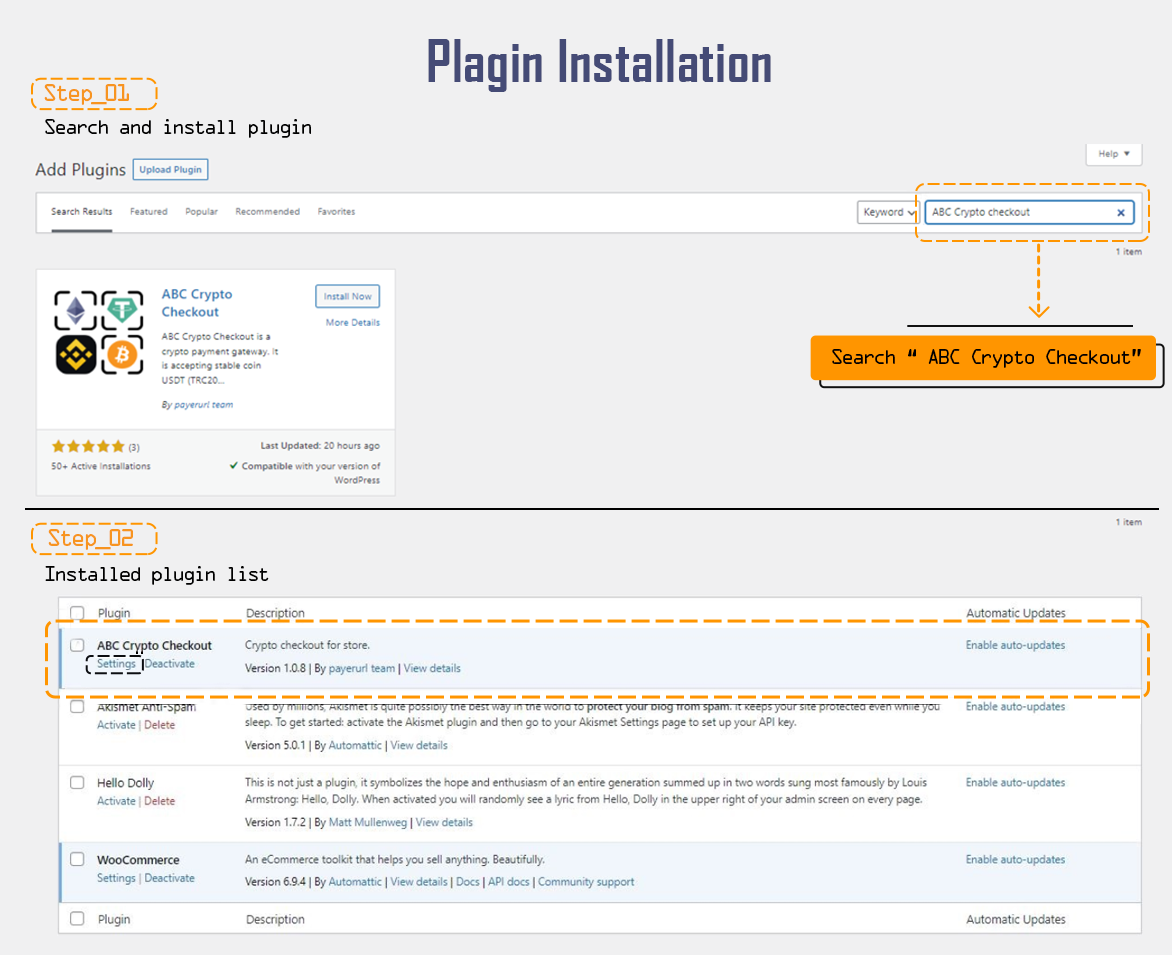 Plagin Installation
Step_01
Search and install plugin
Add Plugins Upload Plugin
Help
Search Results Featured Popular Recommended Favorites
Keyword ABC Crypto checkout
1 item
ABC Crypto
Checkout
Install Now
More Details
ABC Crypto Checkout is a
crypto payment gateway. It
is accepting stable coin
USDT (TRC20...
By payerurl team
(3)
Last Updated: 20 hours ago
50+ Active Installations
Compatible with your version of
WordPress
Search “ ABC Crypto Checkout”
1 item
Step_02
Installed plugin list
Plugin Description Automatic Updates
ABC Crypto Checkout Crypto checkout for store. Enable auto-updates
Settings Deactivate
Version 1.0.8 | By payerurl team | View details
Akismet Anti-Spam Used by millions, Akismet is quite possibly the best way in the world to protect your blog from spam. It keeps your site protected even while you Enable auto-updates
Activate | Delete sleep. To get started: activate the Akismet plugin and then go to your Akismet Settings page to set up your API key.
Version 5.0.1 | By Automattic | View details
Hello Dolly This is not just a plugin, it symbolizes the hope and enthusiasm of an entire generation summed up in two words sung most famously by Louis Enable auto-updates
Activate | Delete Armstrong: Hello, Dolly. When activated you will randomly see a lyric from Hello, Dolly in the upper right of your admin screen on every page.
Version 1.7.2 | By Matt Mullenweg | View details
WooCommerce An eCommerce toolkit that helps you sell anything. Beautifully. Enable auto-updates
Settings | Deactivate Version 6.9.4 | By Automattic | View details | Docs | API docs | Community support
Plugin Description Automatic Updates